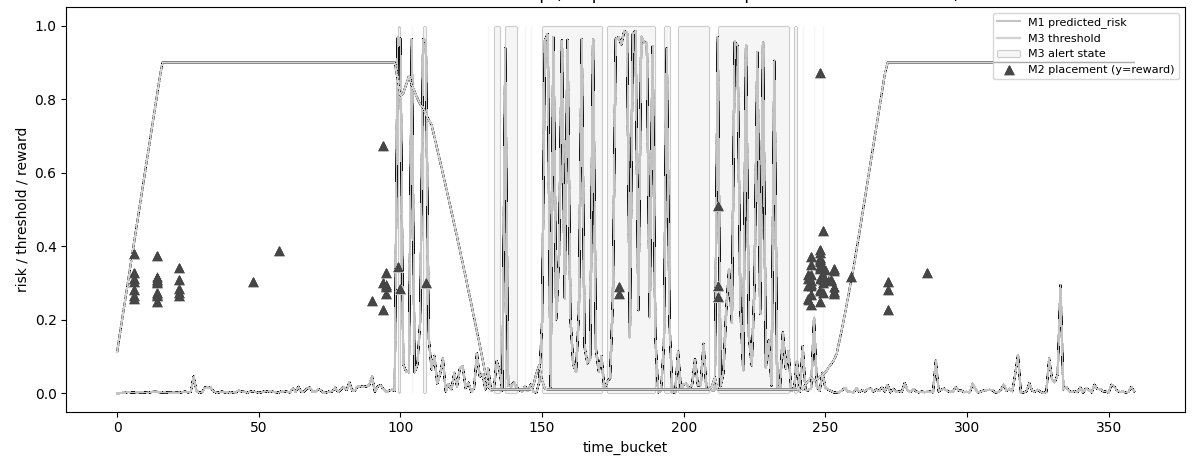 M1 predicted_risk
M3 threshold
M3 alert state
M2 placement (y=reward)
risk / threshold / reward
1.0
0.8
0.6
0.4
0.2
0.0
0 50 100 150 200 250 300 350
time_bucket